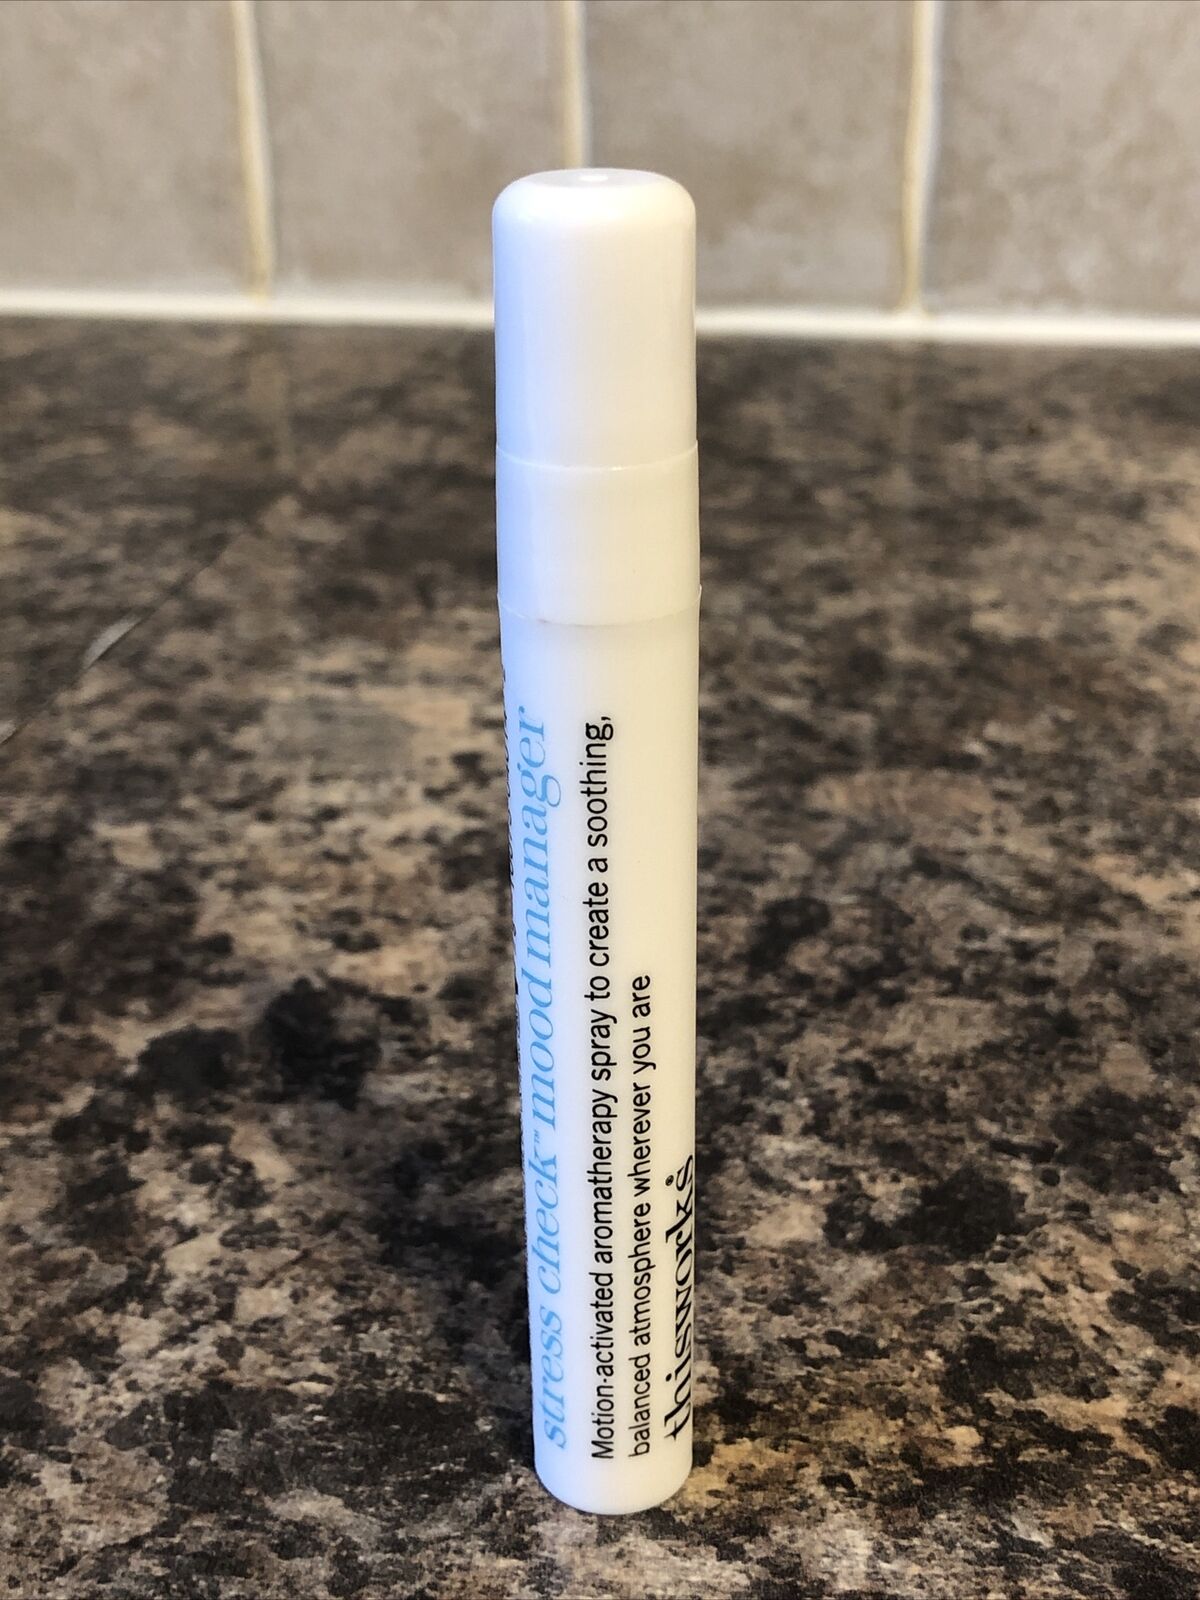 stress check™ mood manager
Motion-activated aromatherapy spray to create a soothing,
balanced atmosphere wherever you are
thisworks